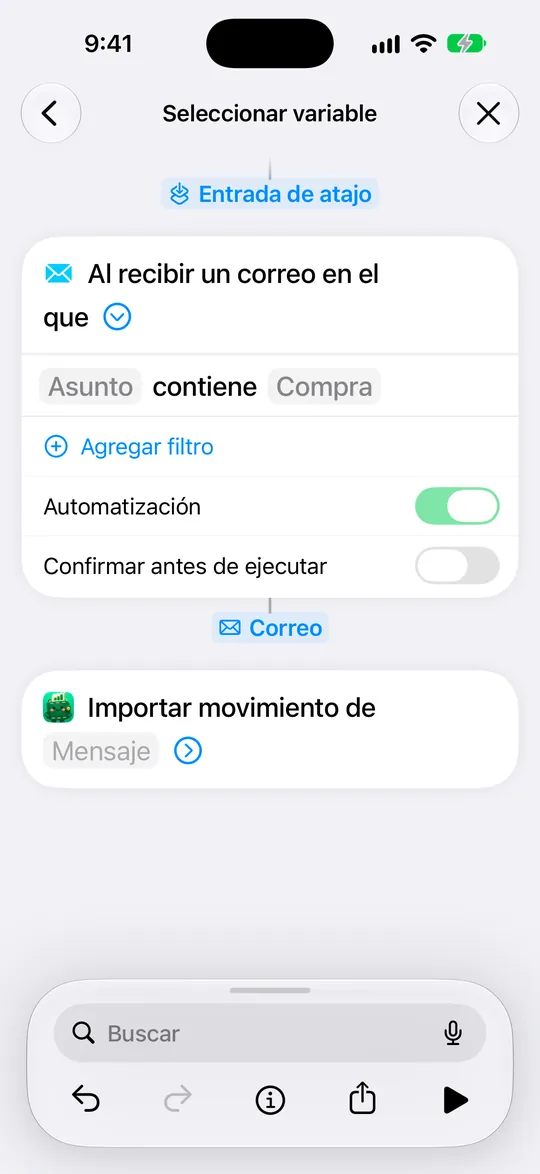 9:41
Seleccionar variable
Entrada de atajo
Al recibir un correo en el
que
Asunto contiene Compra
Agregar filtro
Automatización
Confirmar antes de ejecutar
Correo
Importar movimiento de
Mensaje
Buscar